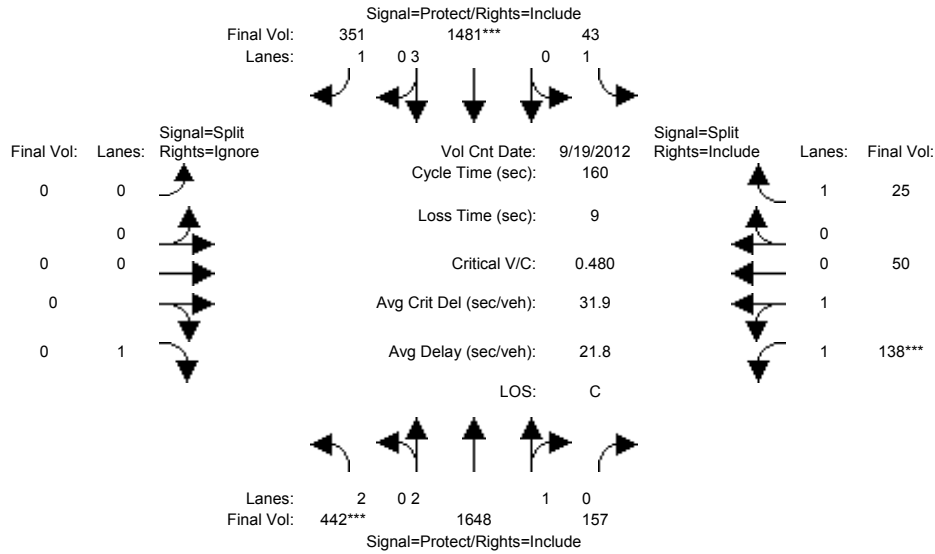 Signal=Protect/Rights=Include
Final Vol: 351 1481*** 43
Lanes: 1 0 3 0 1
Signal=Split Signal=Split
Final Vol: Lanes: Rights=Ignore Vol Cnt Date: 9/19/2012 Rights=Include Lanes: Final Vol:
Cycle Time (sec): 160
0 0 1 25
Loss Time (sec): 9
0 0
0 0 Critical V/C: 0.480 0 50
0 Avg Crit Del (sec/veh): 31.9 1
0 1 Avg Delay (sec/veh): 21.8 1 138***
LOS: C
Lanes: 2 0 2 1 0
Final Vol: 442*** 1648 157
Signal=Protect/Rights=Include